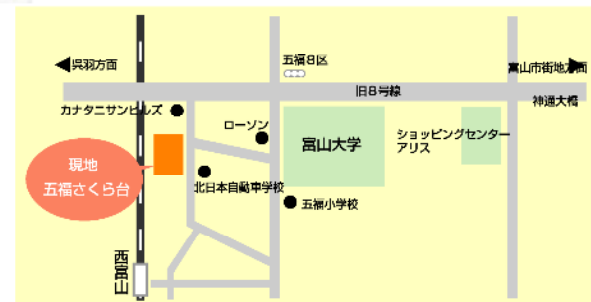 呉羽方面
五福8区
富山市街地方面
旧8号線
神通大橋
カナタニサンヒルズ
ローソン
富山大学
ショッピングセンター
アリス
現地
五福さくら台
北日本自動車学校
五福小学校
西富山